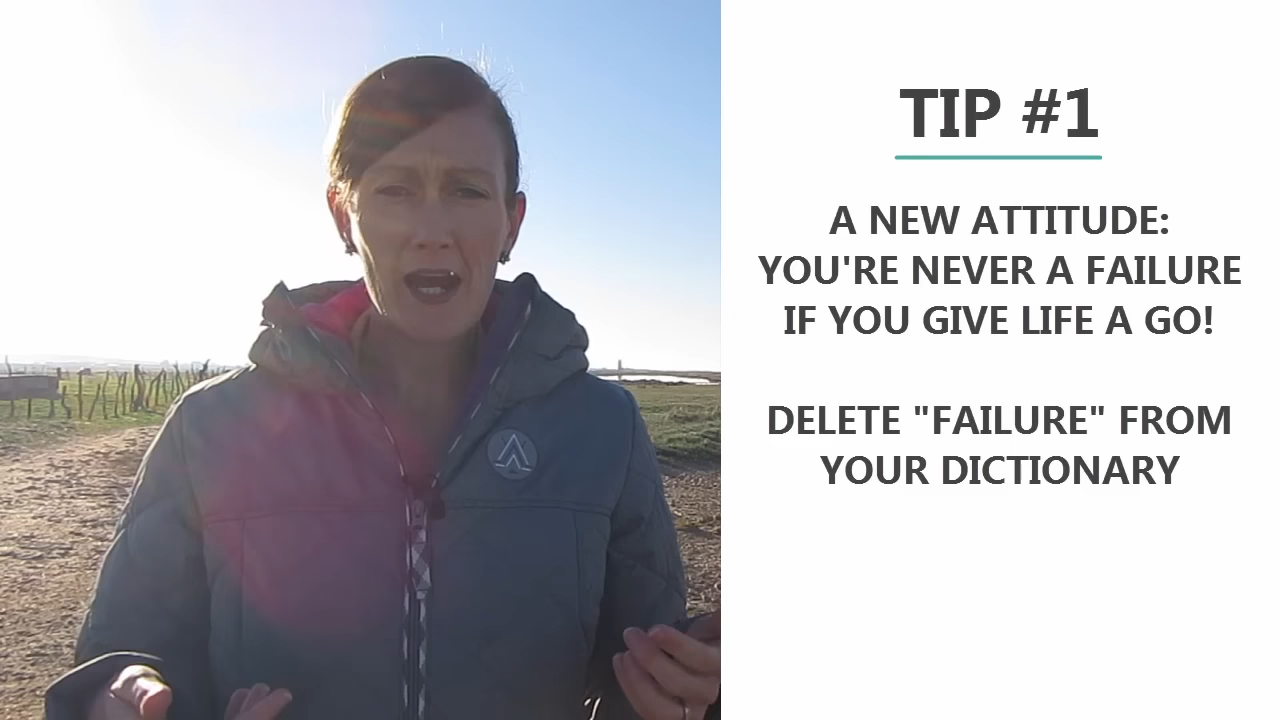 TIP #1
A NEW ATTITUDE:
YOU'RE NEVER A FAILURE
IF YOU GIVE LIFE A GO!
DELETE "FAILURE" FROM
YOUR DICTIONARY